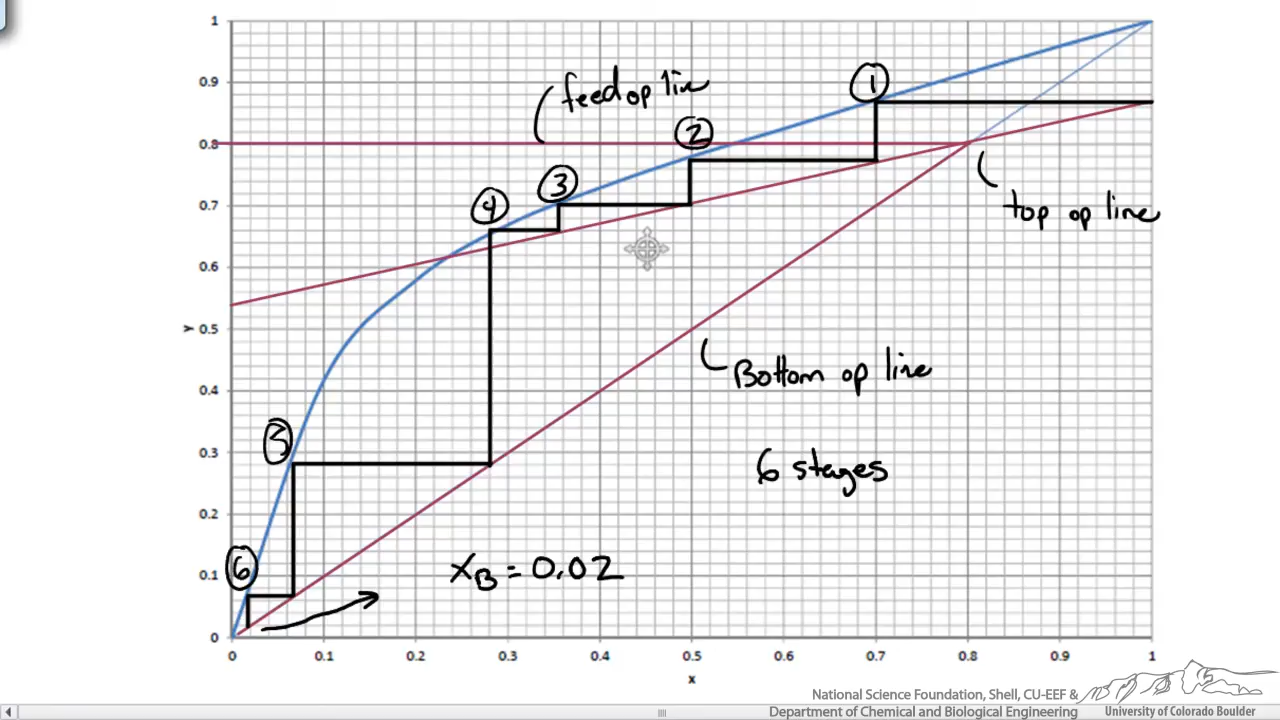 1
0.9
0.8
0.7
0.6
0.5
0.4
0.3
0.2
0.1
0
Y
0 0.1 0.2 0.3 0.4 0.5 0.6 0.7 0.8 0.9 1
x
feed op line
1
2
3
4
5
6
top op line
Bottom op line
6 stages
xB = 0.02
National Science Foundation, Shell, CU-EEF &
Department of Chemical and Biological Engineering
University of Colorado Boulder